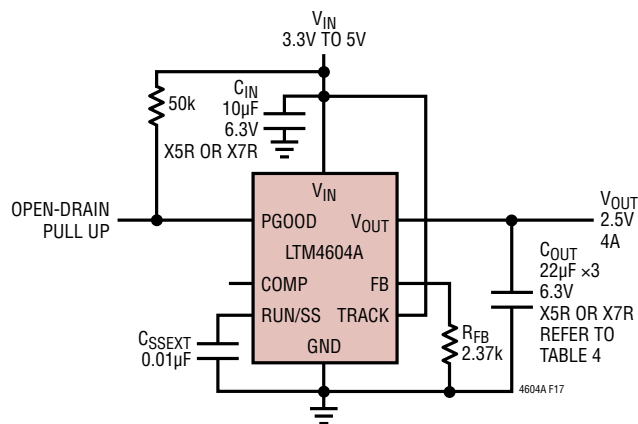 VIN
3.3V TO 5V
50k
CIN
10µF
6.3V
X5R OR X7R
OPEN-DRAIN
PULL UP
VIN
PGOOD
VOUT
LTM4604A
COMP
FB
RUN/SS
TRACK
GND
CSSEXT
0.01µF
RFB
2.37k
VOUT
2.5V
4A
COUT
22µF ×3
6.3V
X5R OR X7R
REFER TO
TABLE 4
4604A F17